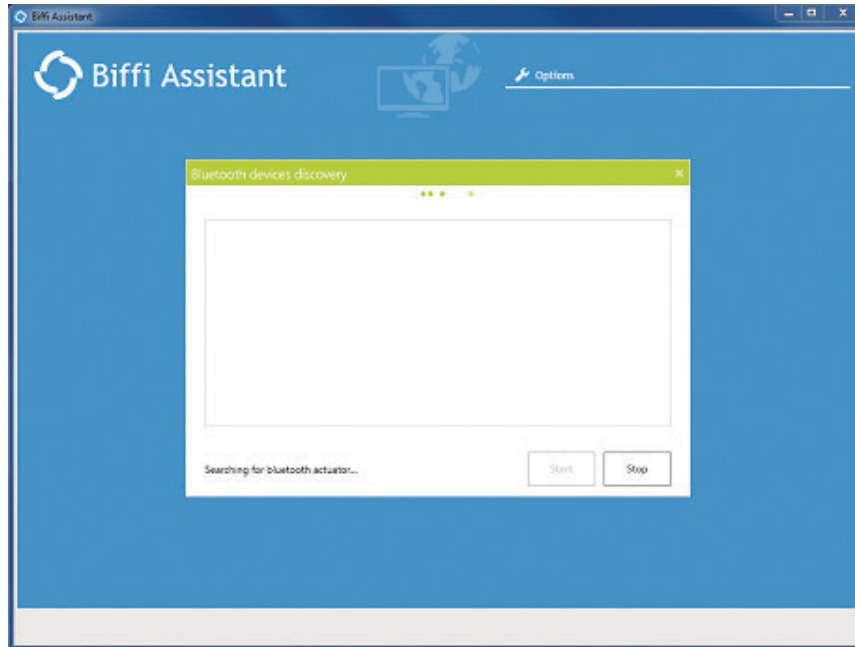 Biffi Assistant
Biffi Assistant
Options
Bluetooth devices discovery
Searching for bluetooth actuator...
Start
Stop